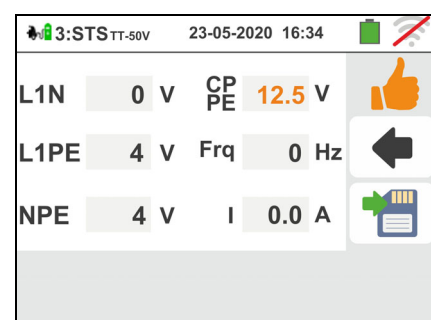 3:STS TT-50V 23-05-2020 16:34
L1N 0 V CP PE 12.5 V
L1PE 4 V Frq 0 Hz
NPE 4 V I 0.0 A